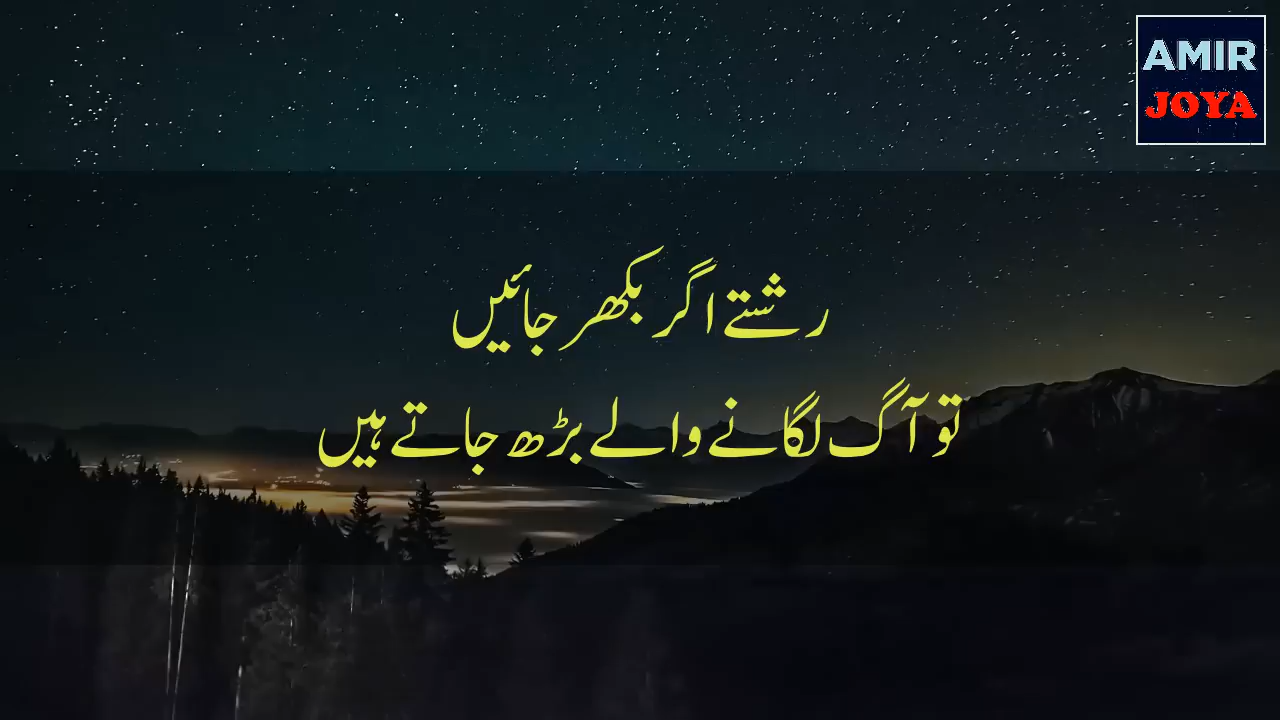 AMIR
JOYA
رشتے اگر بکھر جائیں
تو آگ لگانے والے بڑھ جاتے ہیں